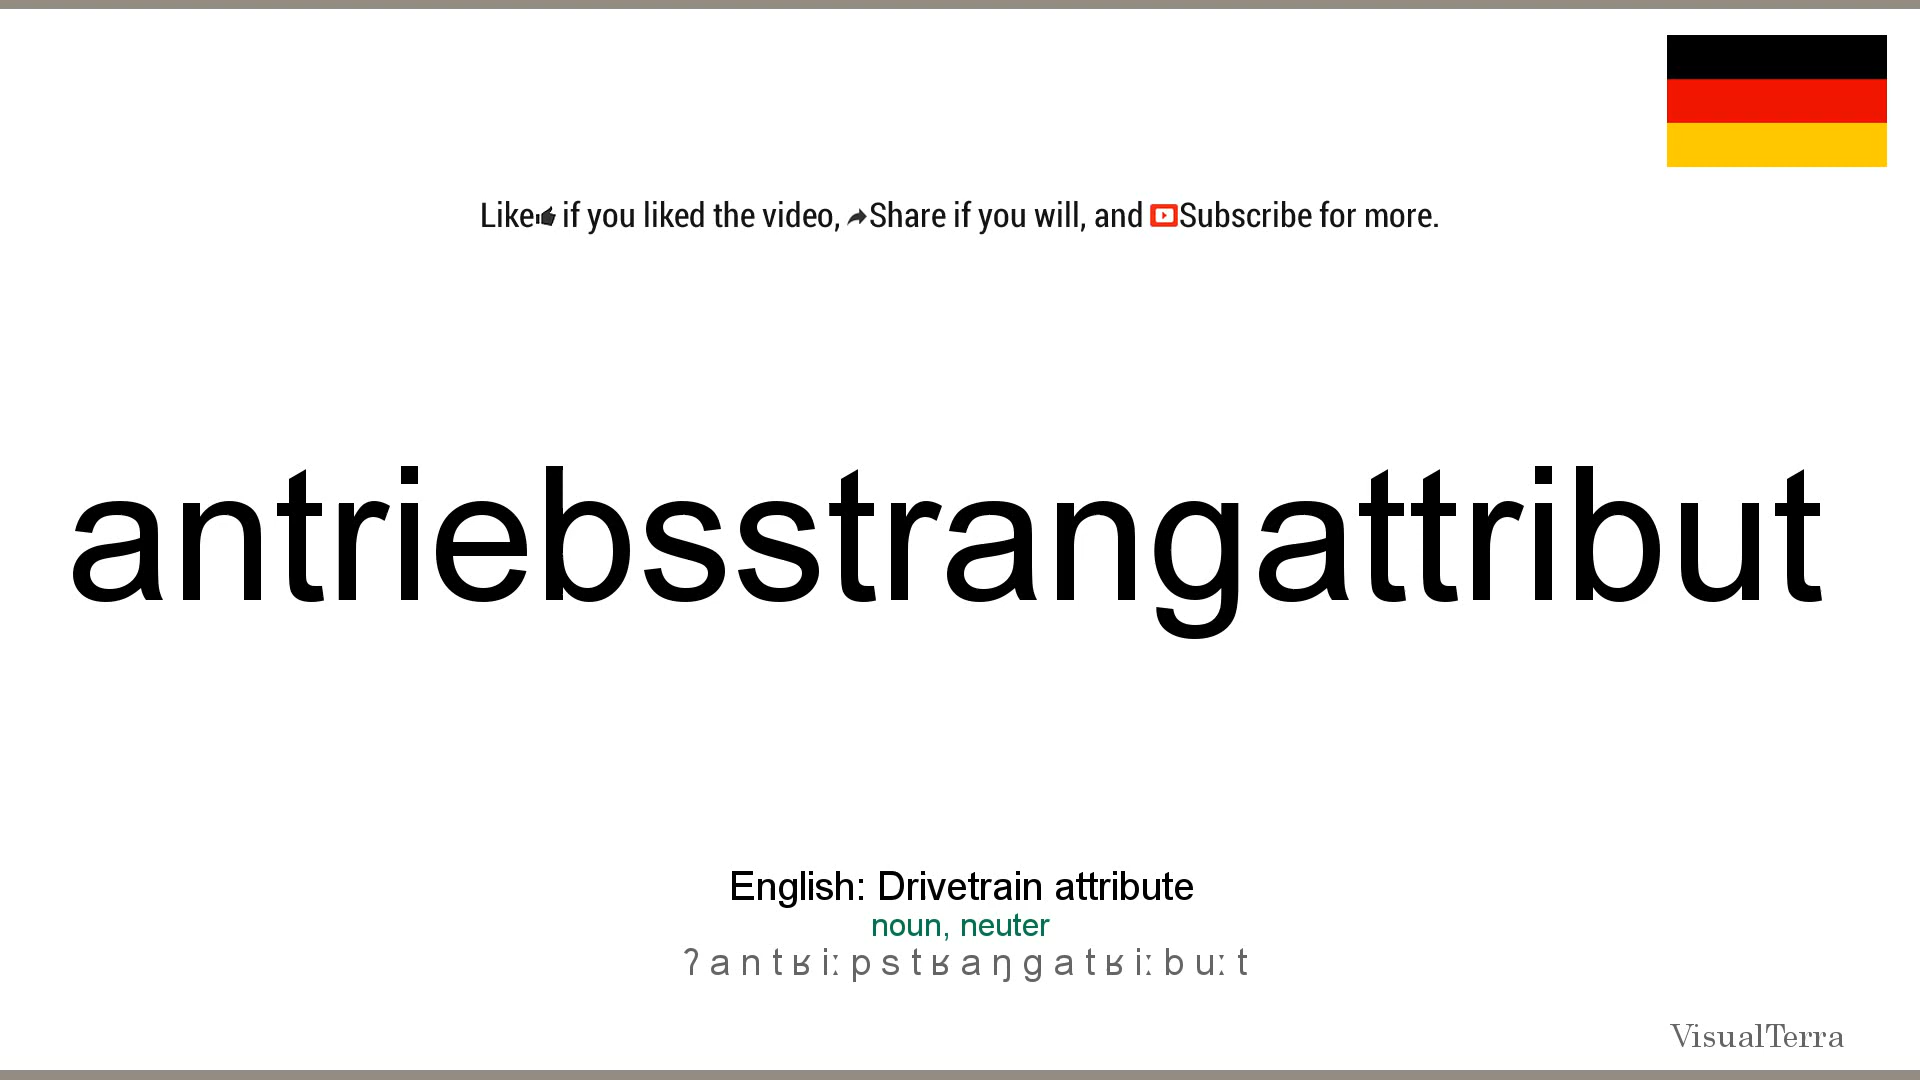 Like👍 if you liked the video, ➦Share if you will, and ▶Subscribe for more.
antriebsstrangattribut
English: Drivetrain attribute
noun, neuter
ʔ a n t ʁ iː p s t ʁ a ŋ g a t ʁ iː b uː t
VisualTerra